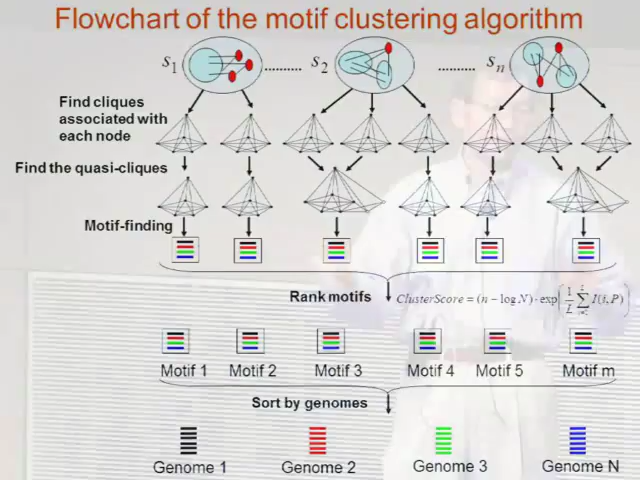 Flowchart of the motif clustering algorithm
s1 .......... s2 .......... sn
Find cliques
associated with
each node
Find the quasi-cliques
Motif-finding
Rank motifs
ClusterScore = (n − log N) · exp(1/L Σ I(i, P))
Motif 1 Motif 2 Motif 3 Motif 4 Motif 5 Motif m
Sort by genomes
Genome 1 Genome 2 Genome 3 Genome N